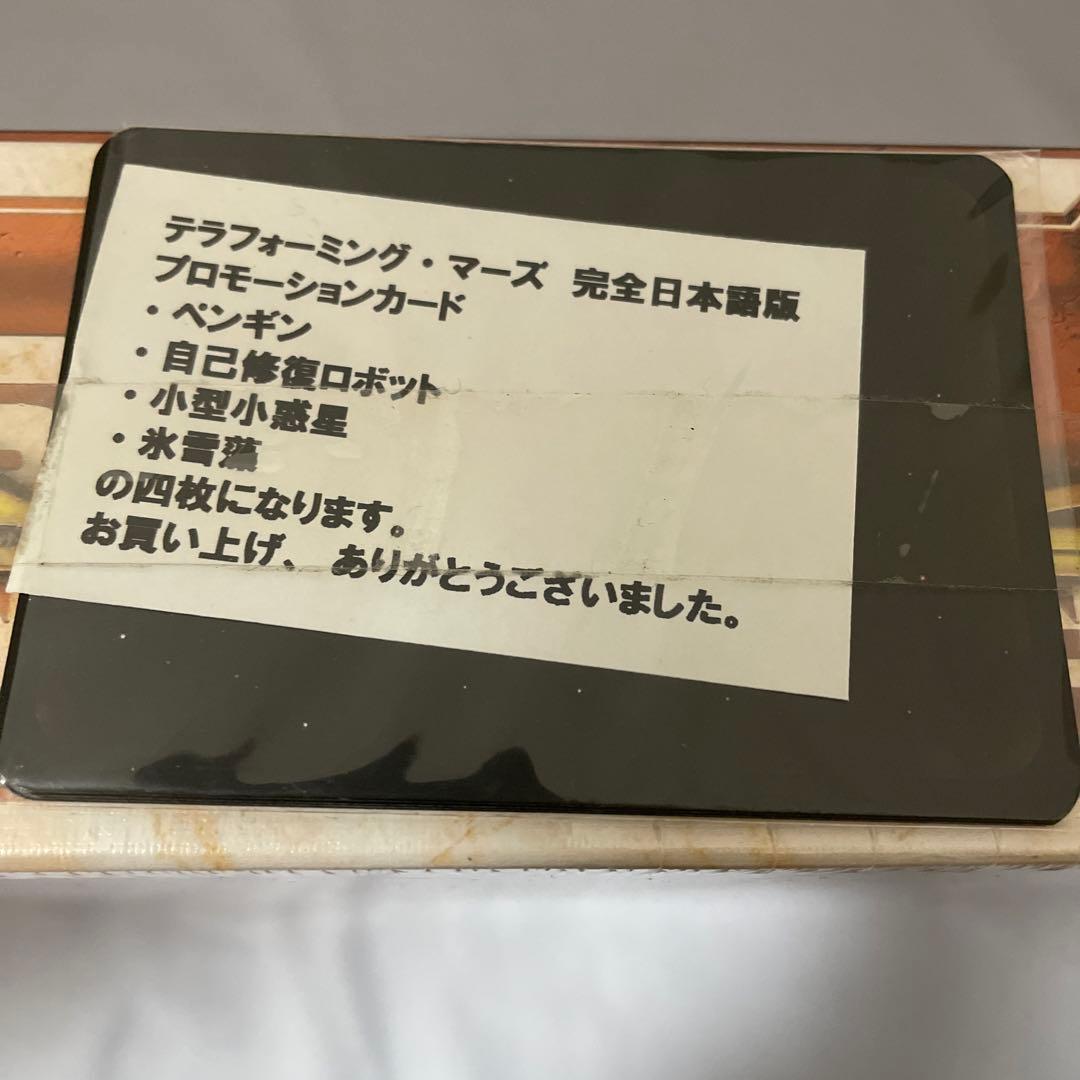 テラフォーミング・マーズ 完全日本語版
プロモーションカード
・ペンギン
・自己修復ロボット
・小型小惑星
・氷雪藻
の四枚になります。
お買い上げ、ありがとうございました。